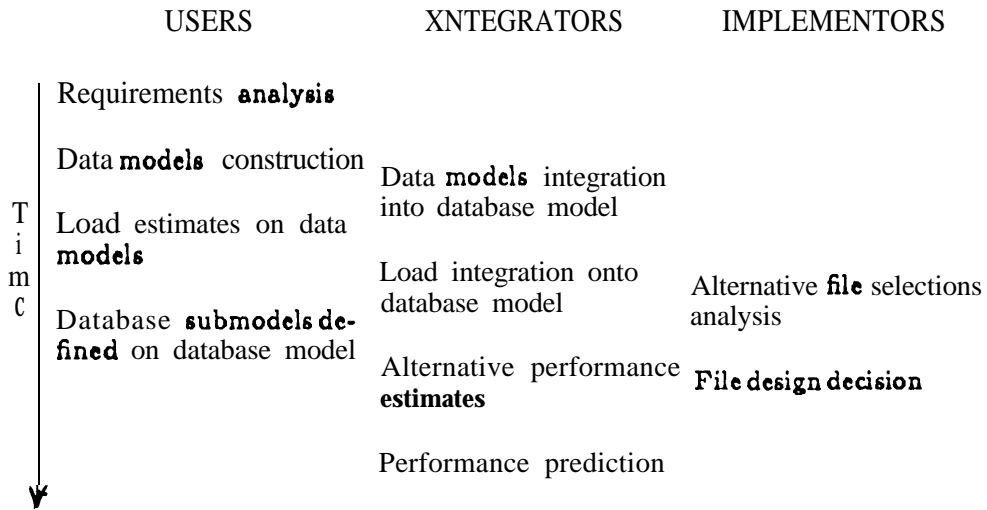 USERS XNTEGRATORS IMPLEMENTORS
Requirements analysis
Data models construction
Data models integration
into database model
T
i
m
c
Load estimates on data
models
Load integration onto
database model
Alternative file selections
analysis
Database submodels de-
fined on database model
Alternative performance
estimates
File design decision
Performance prediction